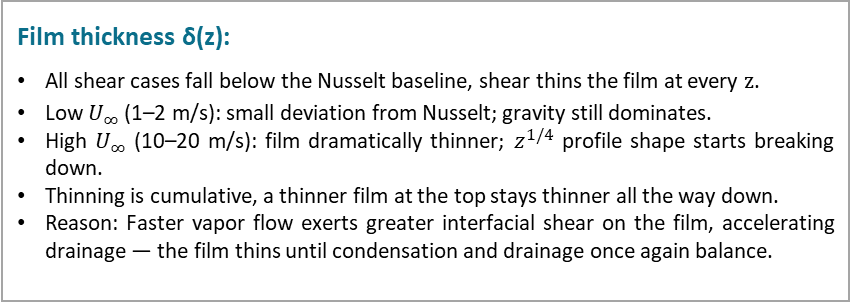 Film thickness δ(z):
• All shear cases fall below the Nusselt baseline, shear thins the film at every z.
• Low U∞ (1–2 m/s): small deviation from Nusselt; gravity still dominates.
• High U∞ (10–20 m/s): film dramatically thinner; z^1/4 profile shape starts breaking
down.
• Thinning is cumulative, a thinner film at the top stays thinner all the way down.
• Reason: Faster vapor flow exerts greater interfacial shear on the film, accelerating
drainage — the film thins until condensation and drainage once again balance.